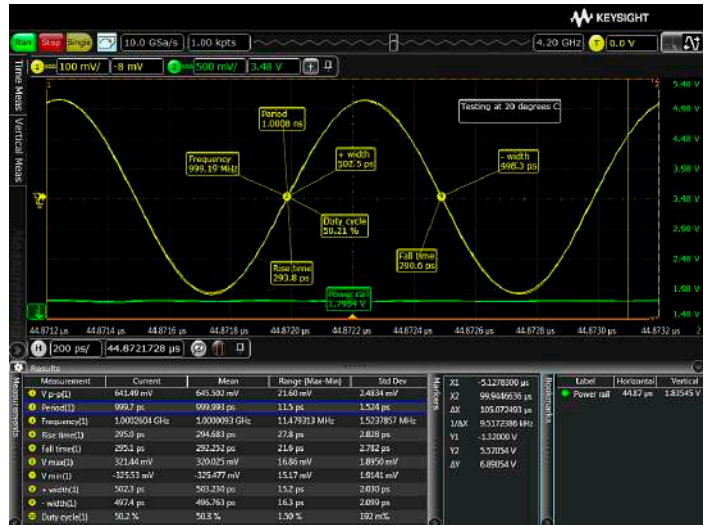 KEYSIGHT
Run Stop Single 10.0 GSa/s 1.00 kpts 4.20 GHz T 0.0 V
1 100 mV/ -8 mV 2 500 mV/ 3.48 V
Time Meas
Vertical Meas
5.48 V
4.98 V
4.48 V
3.98 V
3.48 V
2.98 V
2.48 V
1.98 V
1.48 V
Testing at 20 degrees C
Period
1.0008 ns
Frequency
999.19 MHz
+ width
502.5 ps
- width
498.3 ps
Duty cycle
50.21 %
Rise time
293.8 ps
Fall time
290.6 ps
Power rail
1.7954 V
44.8712 µs 44.8714 µs 44.8716 µs 44.8718 µs 44.8720 µs 44.8722 µs 44.8724 µs 44.8726 µs 44.8728 µs 44.8730 µs 44.8732 µs 2
H 200 ps/ 44.8721728 µs
Results
Measurements
Measurement Current Mean Range (Max-Min) Std Dev
V p-p(1) 641.49 mV 645.502 mV 21.60 mV 2.4834 mV
Period(1) 999.7 ps 999.993 ps 11.5 ps 1.524 ps
Frequency(1) 1.0002604 GHz 1.0000093 GHz 11.479313 MHz 1.5237857 MHz
Rise time(1) 295.0 ps 294.683 ps 27.8 ps 2.828 ps
Fall time(1) 295.1 ps 292.252 ps 21.6 ps 2.782 ps
V max(1) 321.44 mV 320.025 mV 16.86 mV 1.8950 mV
V min(1) -325.53 mV -325.477 mV 15.17 mV 1.9141 mV
+ width(1) 502.3 ps 503.230 ps 15.2 ps 2.030 ps
- width(1) 497.4 ps 496.763 ps 16.3 ps 2.099 ps
Duty cycle(1) 50.2 % 50.3 % 1.50 % 192 m%
Markers
X1 -5.1278300 µs
X2 99.9446636 µs
ΔX 105.072493 µs
1/ΔX 9.5172386 kHz
Y1 -1.32000 V
Y2 5.57054 V
ΔY 6.89054 V
Bookmarks
Label Horizontal Vertical
Power rail 44.87 µs 1.83545 V